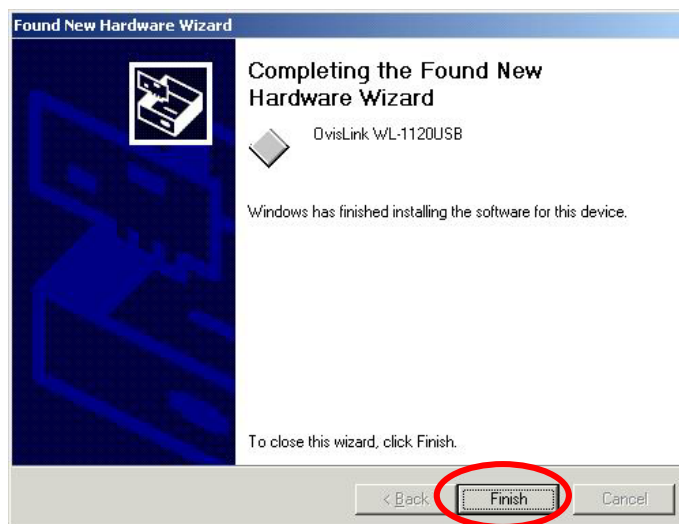 Found New Hardware Wizard
Completing the Found New
Hardware Wizard
OvisLink WL-1120USB
Windows has finished installing the software for this device.
To close this wizard, click Finish.
< Back
Finish
Cancel